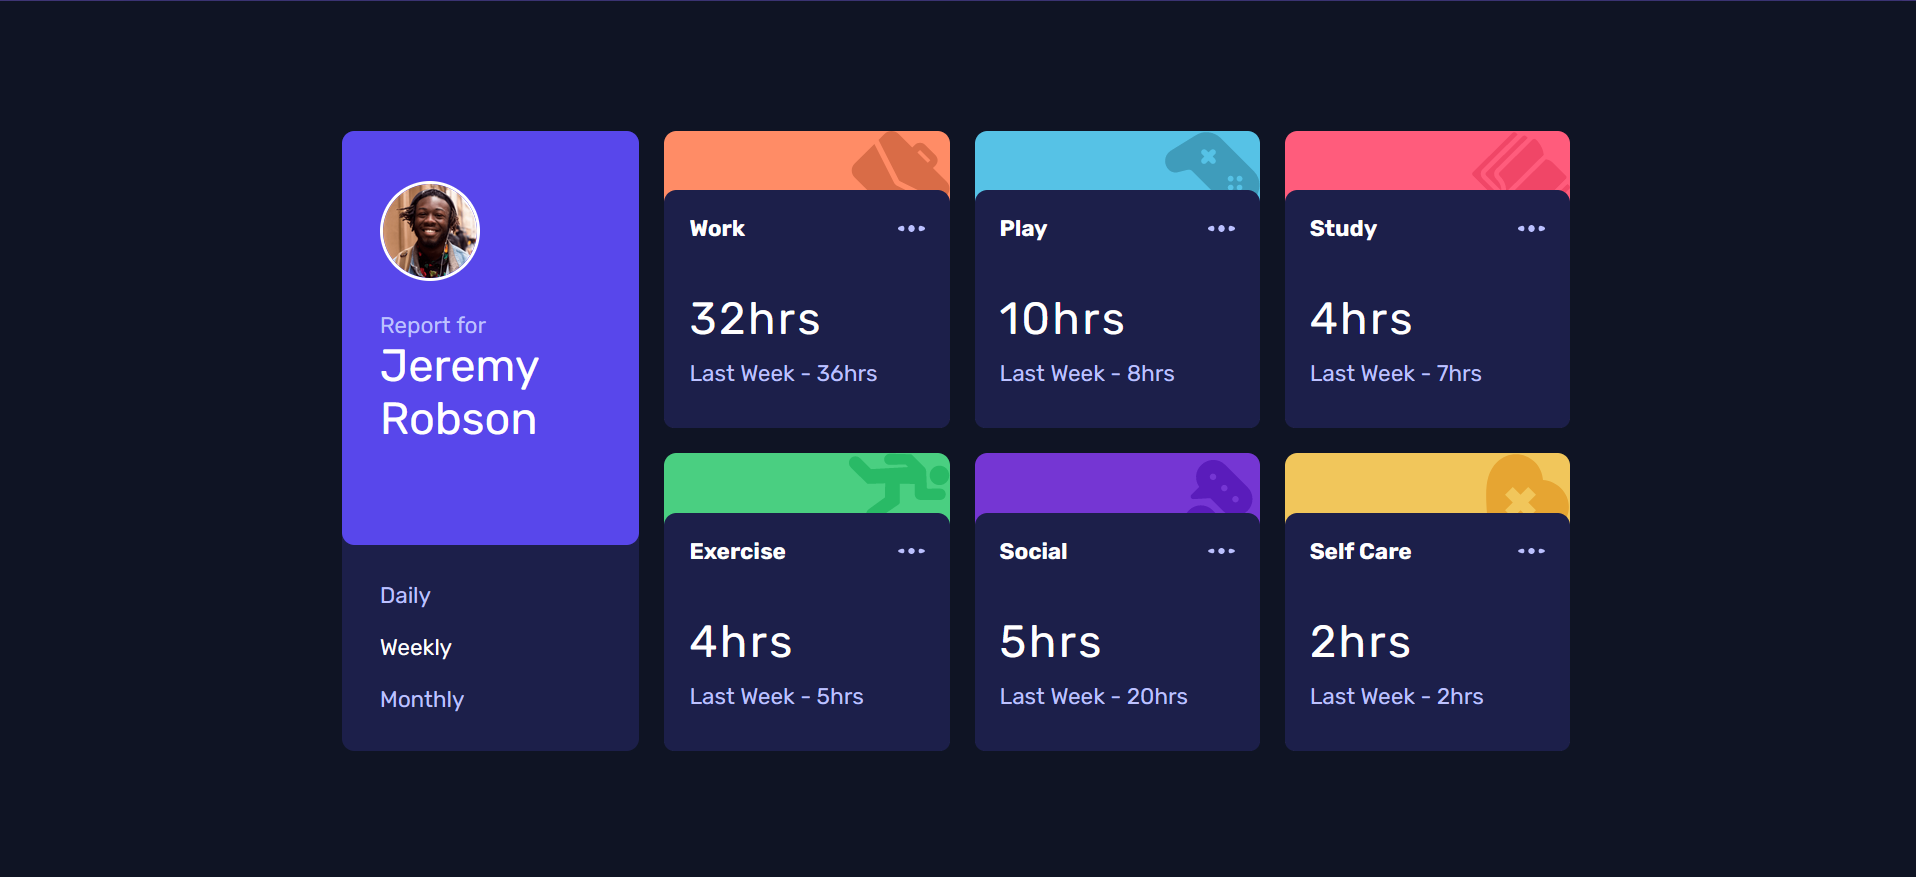 Report for
Jeremy
Robson
Daily
Weekly
Monthly
Work
32hrs
Last Week - 36hrs
Play
10hrs
Last Week - 8hrs
Study
4hrs
Last Week - 7hrs
Exercise
4hrs
Last Week - 5hrs
Social
5hrs
Last Week - 20hrs
Self Care
2hrs
Last Week - 2hrs